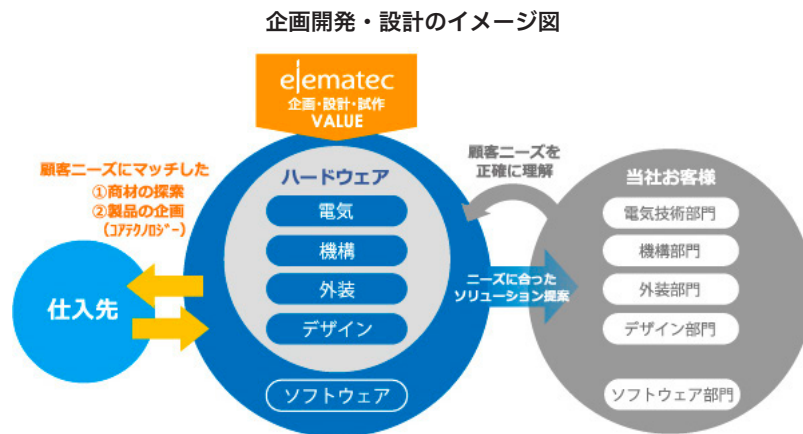 企画開発・設計のイメージ図
elematec
企画・設計・試作
VALUE
顧客ニーズにマッチした
①商材の探索
②製品の企画
(コアテクノロジー)
仕入先
ハードウェア
電気
機構
外装
デザイン
ソフトウェア
顧客ニーズを
正確に理解
ニーズに合った
ソリューション提案
当社お客様
電気技術部門
機構部門
外装部門
デザイン部門
ソフトウェア部門